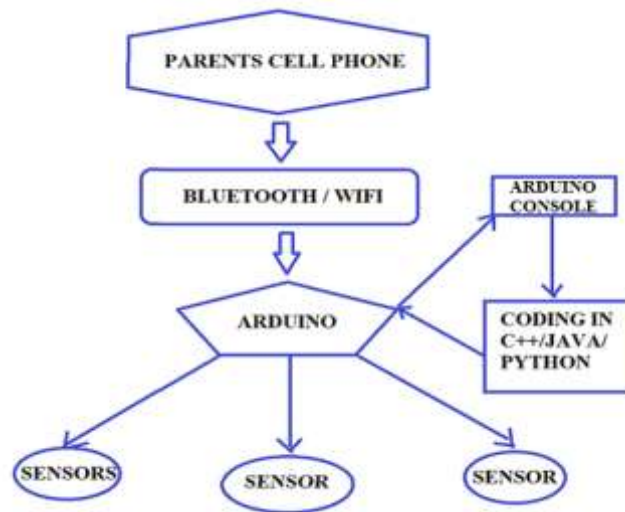 PARENTS CELL PHONE
BLUETOOTH / WIFI
ARDUINO
CONSOLE
ARDUINO
CODING IN
C++/JAVA/
PYTHON
SENSORS
SENSOR
SENSOR